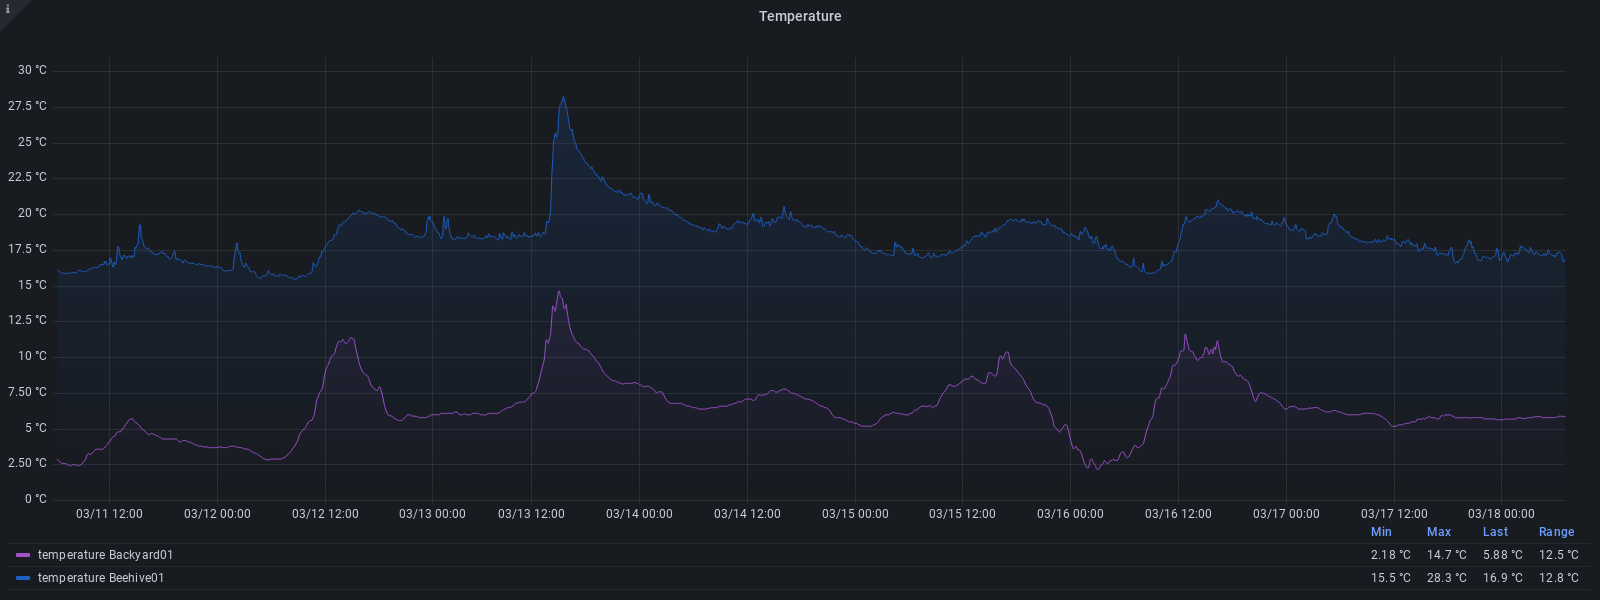 i
Temperature
30 °C
27.5 °C
25 °C
22.5 °C
20 °C
17.5 °C
15 °C
12.5 °C
10 °C
7.50 °C
5 °C
2.50 °C
0 °C
03/11 12:00 03/12 00:00 03/12 12:00 03/13 00:00 03/13 12:00 03/14 00:00 03/14 12:00 03/15 00:00 03/15 12:00 03/16 00:00 03/16 12:00 03/17 00:00 03/17 12:00 03/18 00:00
Min Max Last Range
temperature Backyard01 2.18 °C 14.7 °C 5.88 °C 12.5 °C
temperature Beehive01 15.5 °C 28.3 °C 16.9 °C 12.8 °C